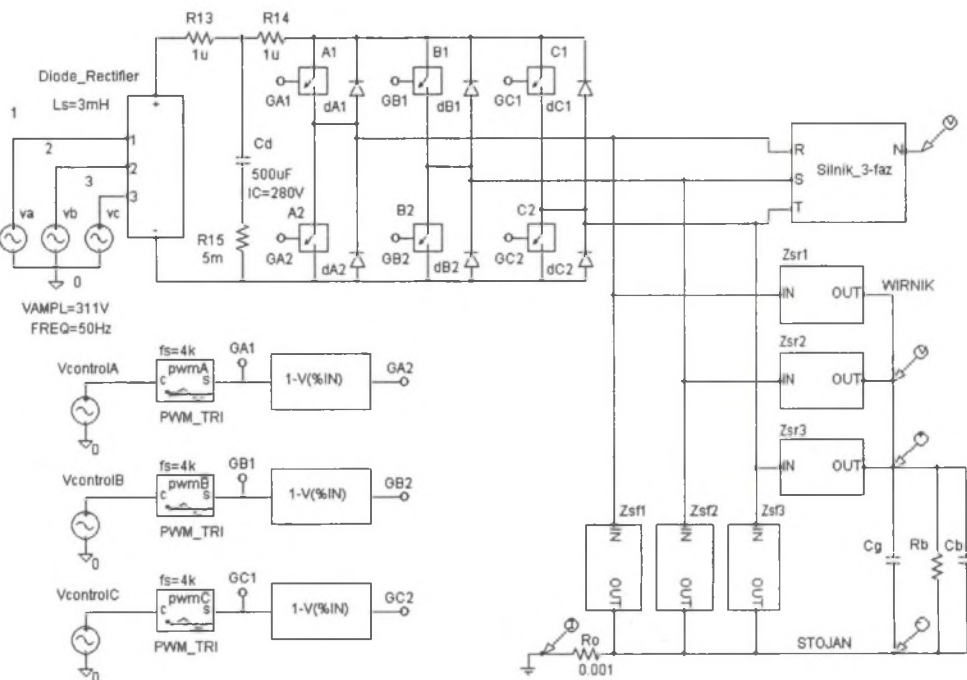 R13
R14
1u
1u
A1
B1
C1
Diode_Rectifier
Ls=3mH
GA1
dA1
GB1
dB1
GC1
dC1
1
+
2
1
2
3
3
-
va
vb
vc
0
VAMPL=311V
FREQ=50Hz
Cd
500uF
IC=280V
R15
5m
A2
B2
C2
GA2
dA2
GB2
dB2
GC2
dC2
R
S
T
N
V
Silnik_3-faz
Zsr1
IN
OUT
WIRNIK
Zsr2
IN
OUT
V
Zsr3
IN
OUT
+
Zsf1
Zsf2
Zsf3
IN
IN
IN
OUT
OUT
OUT
Cg
Rb
Cb
I
Ro
0.001
STOJAN
-
VcontrolA
fs=4k
pwmA
c
s
PWM_TRI
GA1
1-V(%IN)
GA2
0
VcontrolB
fs=4k
pwmB
c
s
PWM_TRI
GB1
1-V(%IN)
GB2
0
VcontrolC
fs=4k
pwmC
c
s
PWM_TRI
GC1
1-V(%IN)
GC2
0